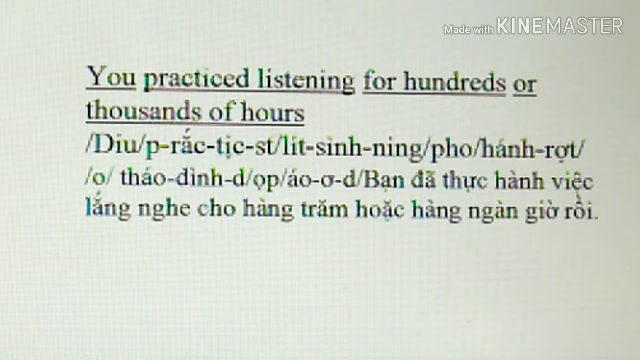 Made with KINEMASTER
You practiced listening for hundreds or
thousands of hours
/Diu/p-rắc-tịc-st/lít-sinh-ning/pho/hánh-rợt/
/o/ tháo-dình-d/ọp/áo-ơ-d/Bạn đã thực hành việc
lắng nghe cho hàng trăm hoặc hàng ngàn giờ rồi.